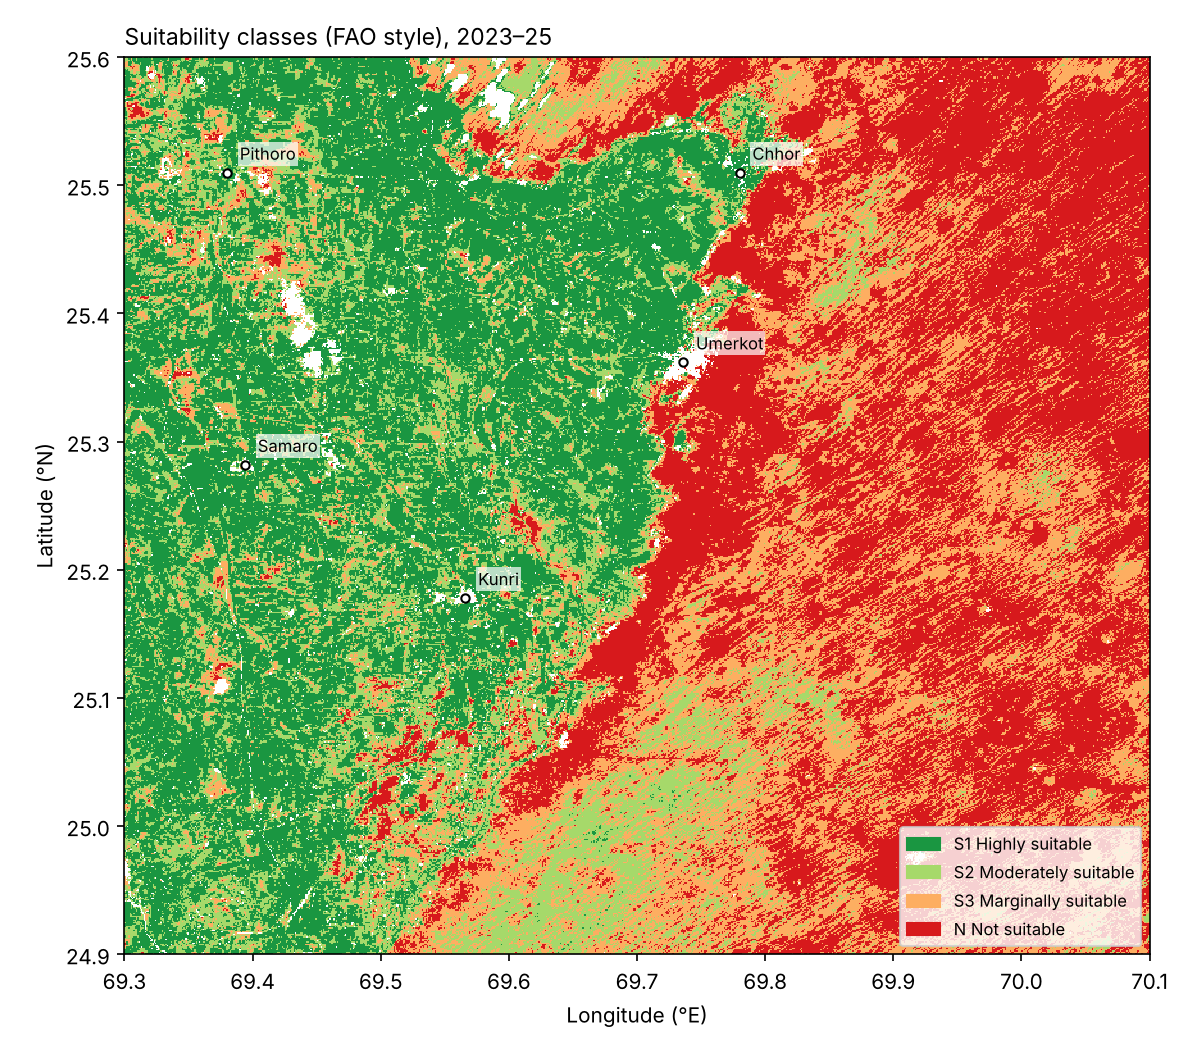 Suitability classes (FAO style), 2023–25
25.6
25.5
25.4
25.3
25.2
25.1
25.0
24.9
Latitude (°N)
Pithoro
Chhor
Umerkot
Samaro
Kunri
S1 Highly suitable
S2 Moderately suitable
S3 Marginally suitable
N Not suitable
69.3 69.4 69.5 69.6 69.7 69.8 69.9 70.0 70.1
Longitude (°E)